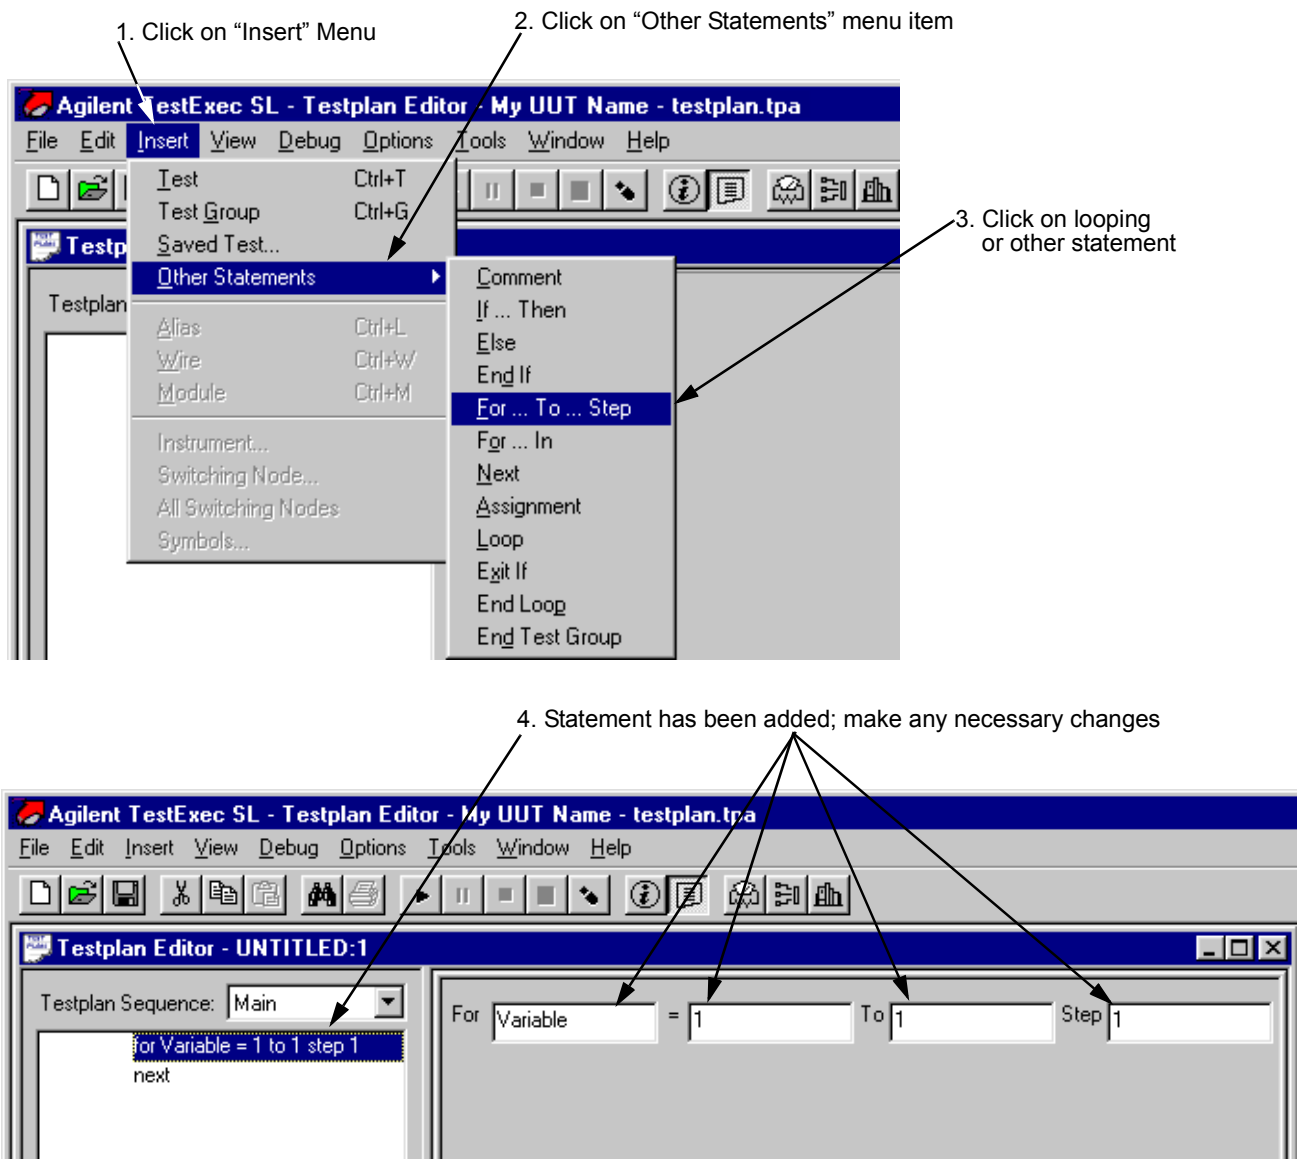 1. Click on “Insert” Menu
2. Click on “Other Statements” menu item
Agilent TestExec SL - Testplan Editor - My UUT Name - testplan.tpa
File Edit Insert View Debug Options Tools Window Help
Test Ctrl+T
Test Group Ctrl+G
Saved Test...
Other Statements
Alias Ctrl+L
Wire Ctrl+W
Module Ctrl+M
Instrument...
Switching Node...
All Switching Nodes
Symbols...
Testp
Testplan
Comment
If ... Then
Else
End If
For ... To ... Step
For ... In
Next
Assignment
Loop
Exit If
End Loop
End Test Group
3. Click on looping
or other statement
4. Statement has been added; make any necessary changes
Agilent TestExec SL - Testplan Editor - My UUT Name - testplan.tpa
File Edit Insert View Debug Options Tools Window Help
Testplan Editor - UNTITLED:1
Testplan Sequence: Main
for Variable = 1 to 1 step 1
next
For Variable = 1 To 1 Step 1